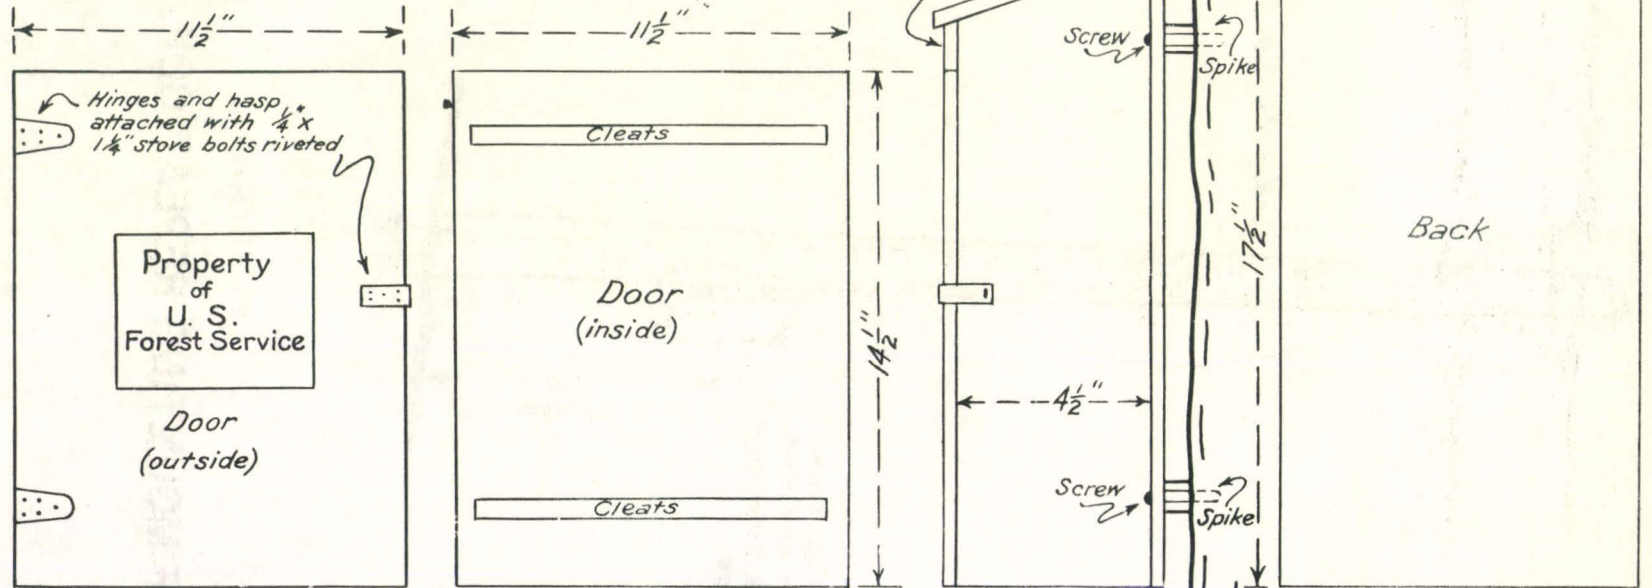 11½"
Hinges and hasp
attached with ¼" x
1¼" stove bolts riveted
Property
of
U. S.
Forest Service
Door
(outside)
11½"
Cleats
Door
(inside)
Cleats
14½"
Screw
Spike
4½"
Screw
Spike
17½"
Back